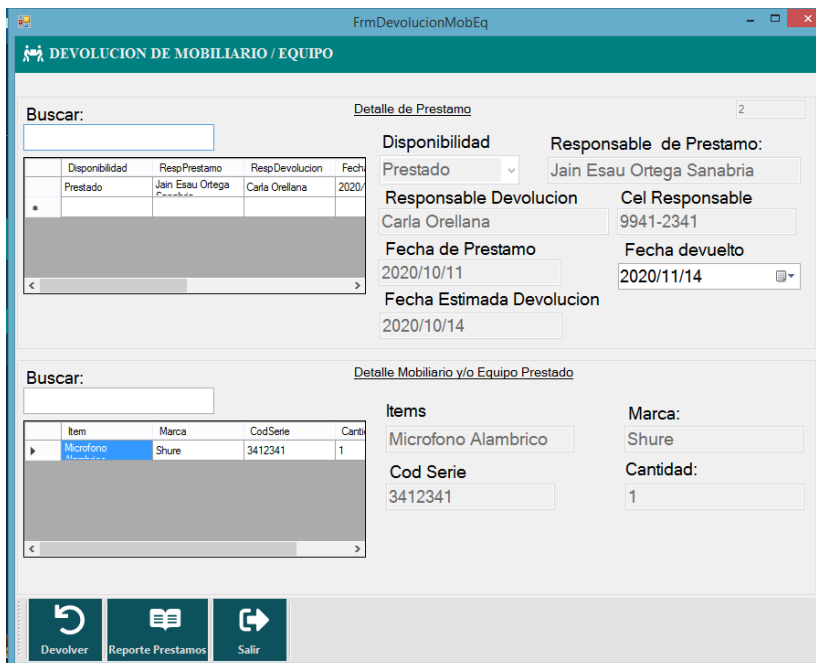 FrmDevolucionMobEq
DEVOLUCION DE MOBILIARIO / EQUIPO
Buscar:
Detalle de Prestamo
2
Disponibilidad RespPrestamo RespDevolucion Fech
Prestado Jain Esau Ortega Carla Orellana 2020/
Disponibilidad
Responsable de Prestamo:
Prestado
Jain Esau Ortega Sanabria
Responsable Devolucion
Cel Responsable
Carla Orellana
9941-2341
Fecha de Prestamo
Fecha devuelto
2020/10/11
2020/11/14
Fecha Estimada Devolucion
2020/10/14
Buscar:
Detalle Mobiliario y/o Equipo Prestado
Item Marca CodSerie Canti
Microfono Shure 3412341 1
Items
Marca:
Microfono Alambrico
Shure
Cod Serie
Cantidad:
3412341
1
Devolver
Reporte Prestamos
Salir